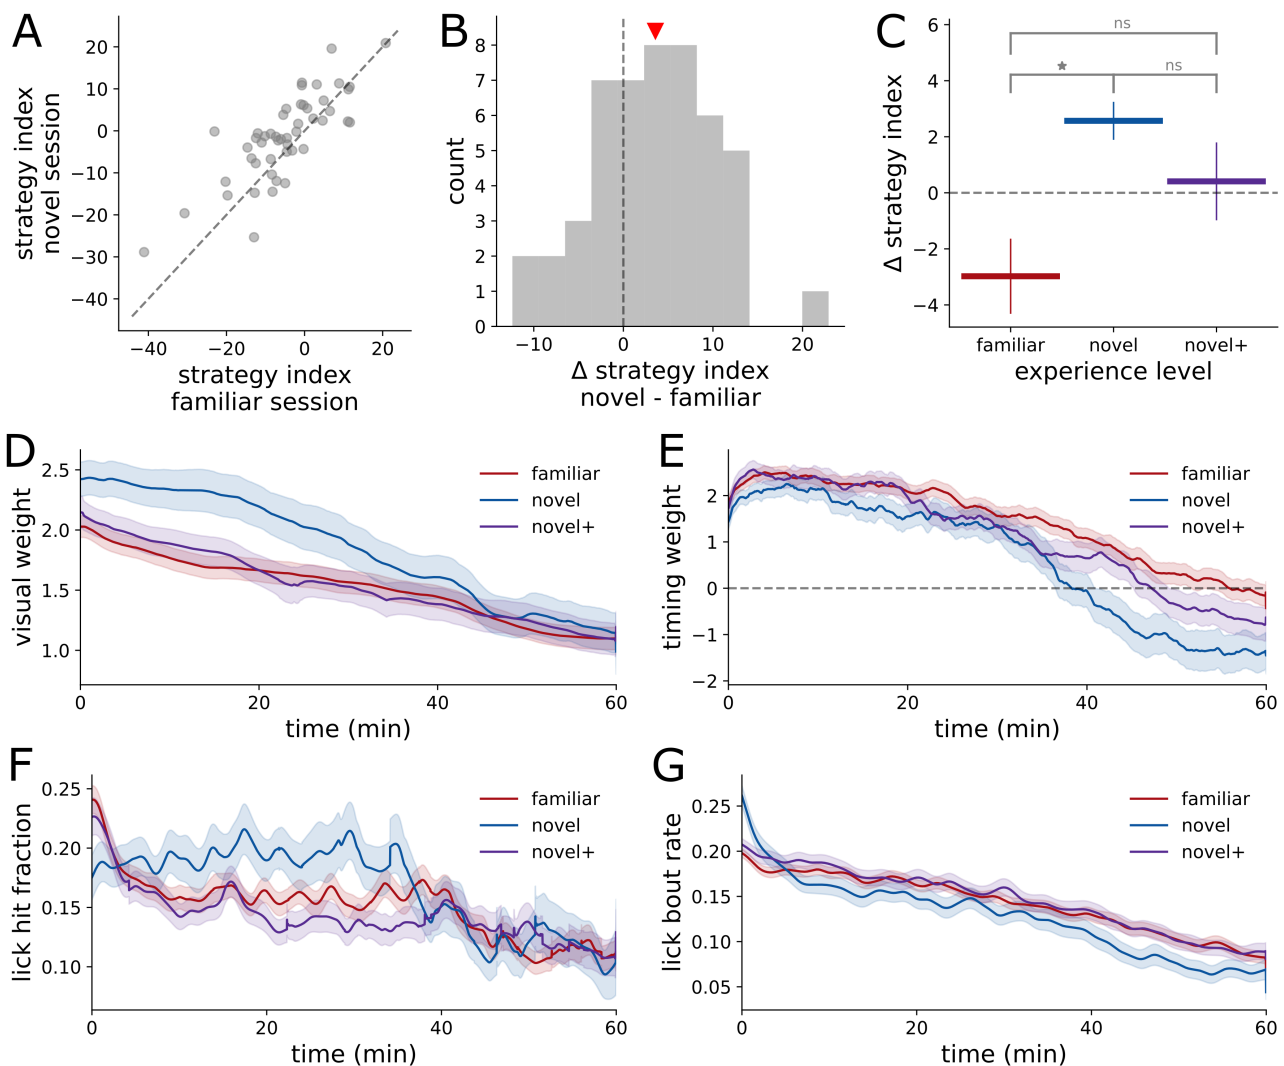 A
strategy index
novel session
20
10
0
−10
−20
−30
−40
−40
−20
0
20
strategy index
familiar session
B
count
8
7
6
5
4
3
2
1
0
−10
0
10
20
Δ strategy index
novel - familiar
C
Δ strategy index
6
4
2
0
−2
−4
ns
★
ns
familiar
novel
novel+
experience level
D
visual weight
2.5
2.0
1.5
1.0
familiar
novel
novel+
0
20
40
60
time (min)
E
timing weight
2
1
0
−1
−2
familiar
novel
novel+
0
20
40
60
time (min)
F
lick hit fraction
0.25
0.20
0.15
0.10
familiar
novel
novel+
0
20
40
60
time (min)
G
lick bout rate
0.25
0.20
0.15
0.10
0.05
familiar
novel
novel+
0
20
40
60
time (min)